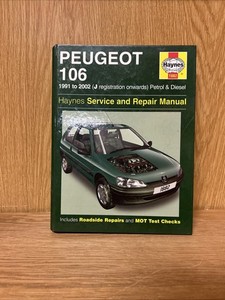 PEUGEOT
106
Haynes
1991 to 2002 (J registration onwards) Petrol & Diesel
Haynes Service and Repair Manual
Includes Roadside Repairs and MOT Test Checks